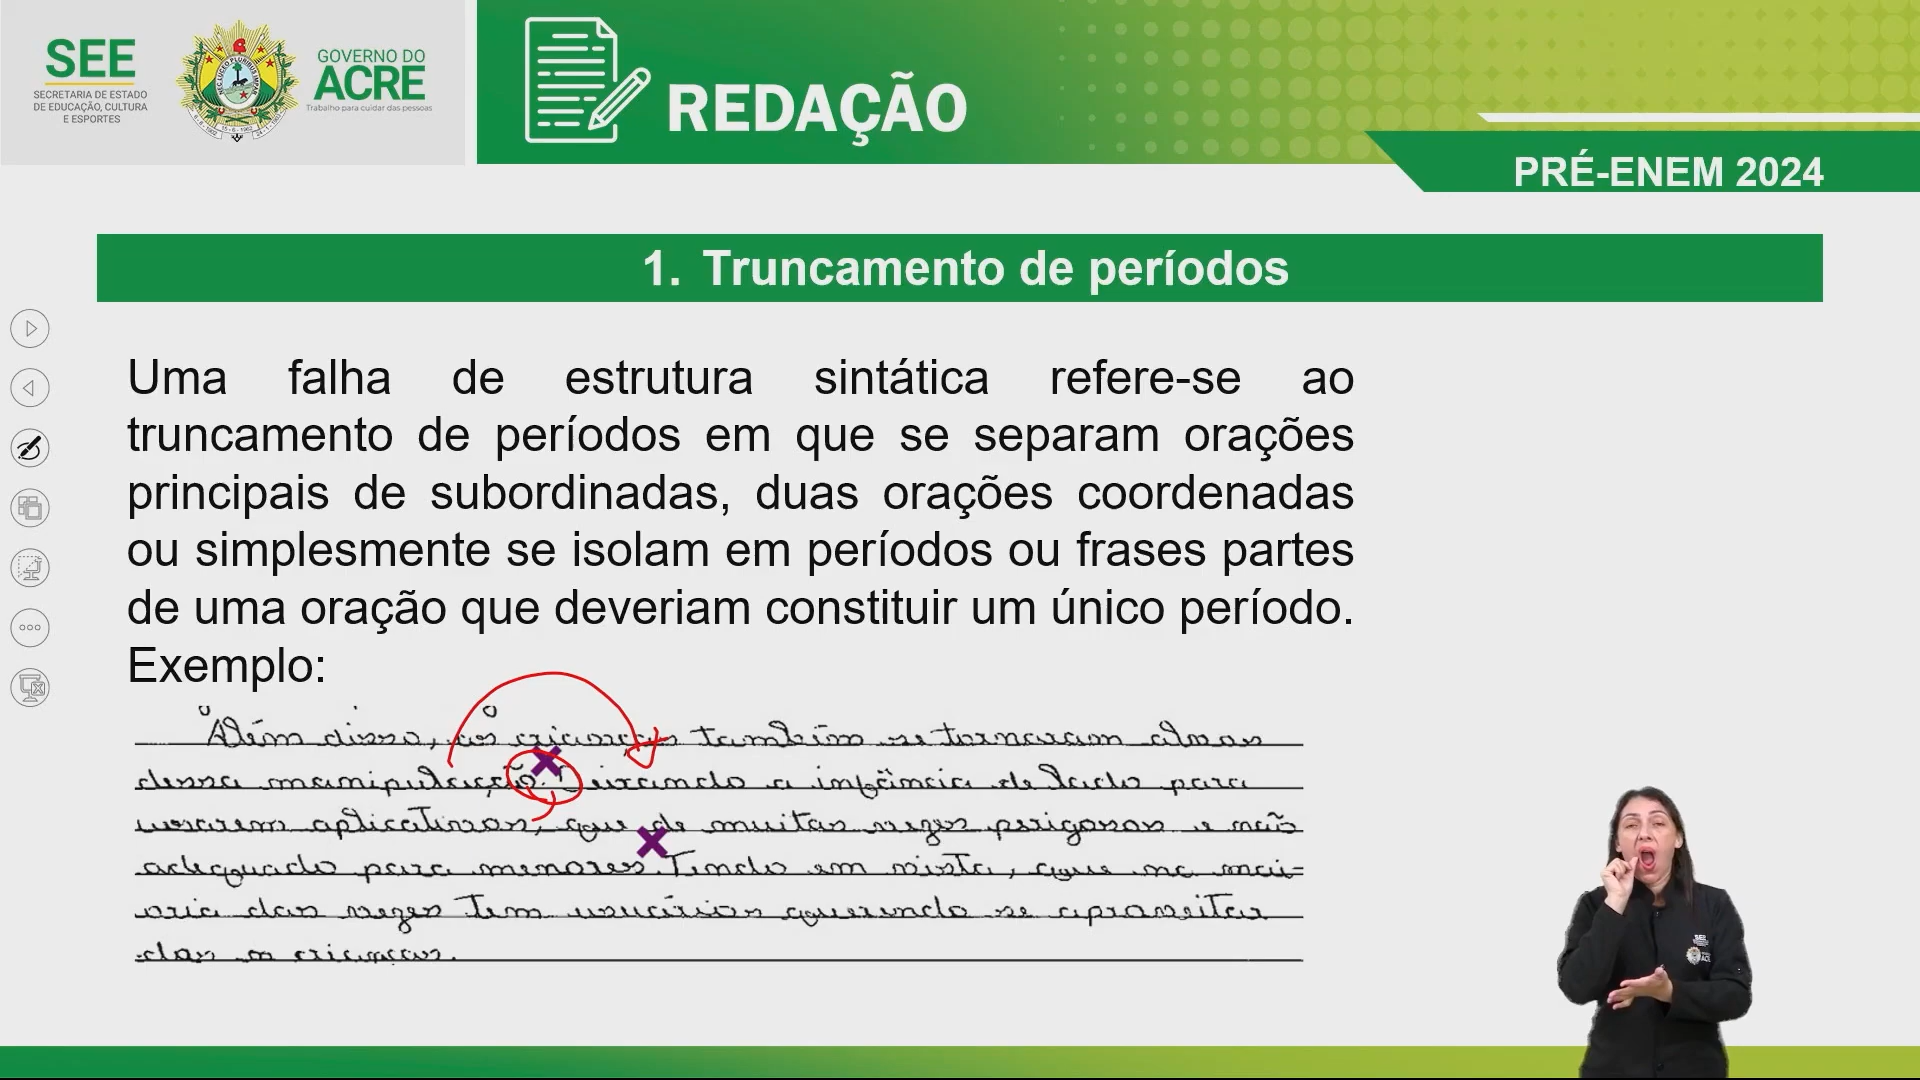 SEE
SECRETARIA DE ESTADO
DE EDUCAÇÃO, CULTURA
E ESPORTES
GOVERNO DO
ACRE
Trabalho para cuidar das pessoas
REDAÇÃO
PRÉ-ENEM 2024
1. Truncamento de períodos
Uma falha de estrutura sintática refere-se ao
truncamento de períodos em que se separam orações
principais de subordinadas, duas orações coordenadas
ou simplesmente se isolam em períodos ou frases partes
de uma oração que deveriam constituir um único período.
Exemplo:
Além disso, as crianças também se tornaram alvos
dessa manipulação. Deixando a infância de lado para
usarem aplicativos, que de muitas vezes perigosos e não
adequado para menores. Tendo em vista, que na mai-
oria das vezes tem usuários querendo se aproveitar
das crianças.
SEE